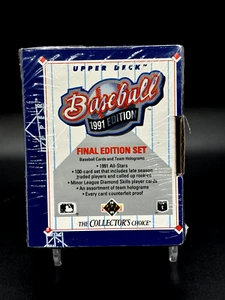 UPPER DECK
Baseball
1991 EDITION
FINAL EDITION SET
Baseball Cards and Team Holograms
• 1991 All-Stars
• 100-card set that includes late season
traded players and called up rookies
• Minor League Diamond Skills player cards
• An assortment of team holograms
• Every card counterfeit proof
THE COLLECTOR'S CHOICE